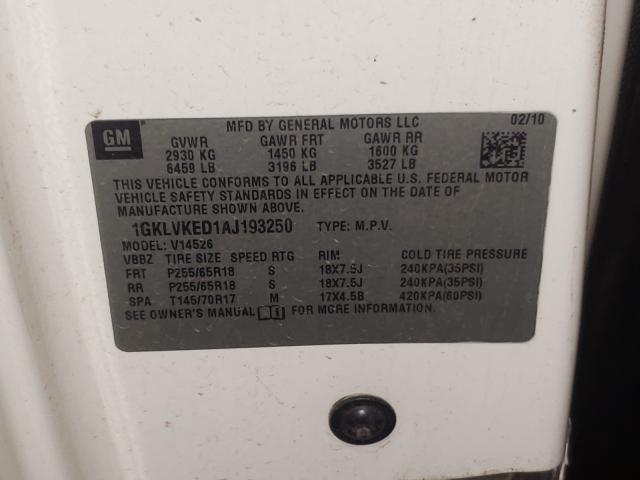 GM
MFD BY GENERAL MOTORS LLC 02/10
GVWR GAWR FRT GAWR RR
2930 KG 1450 KG 1600 KG
6459 LB 3196 LB 3527 LB
THIS VEHICLE CONFORMS TO ALL APPLICABLE U.S. FEDERAL MOTOR
VEHICLE SAFETY STANDARDS IN EFFECT ON THE DATE OF
MANUFACTURE SHOWN ABOVE.
1GKLVKED1AJ193250 TYPE: M.P.V.
MODEL: V14526
VBBZ TIRE SIZE SPEED RTG RIM COLD TIRE PRESSURE
FRT P255/65R18 S 18X7.5J 240KPA(35PSI)
RR P255/65R18 S 18X7.5J 240KPA(35PSI)
SPA T145/70R17 M 17X4.5B 420KPA(60PSI)
SEE OWNER'S MANUAL FOR MORE INFORMATION.